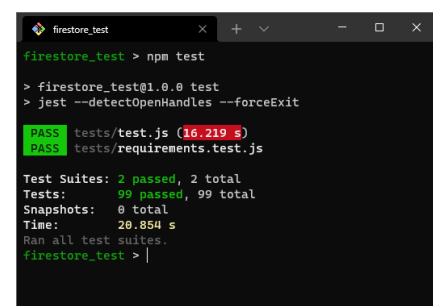 firestore_test
firestore_test > npm test
> firestore_test@1.0.0 test
> jest --detectOpenHandles --forceExit
PASS tests/test.js (16.219 s)
PASS tests/requirements.test.js
Test Suites: 2 passed, 2 total
Tests: 99 passed, 99 total
Snapshots: 0 total
Time: 20.854 s
Ran all test suites.
firestore_test >